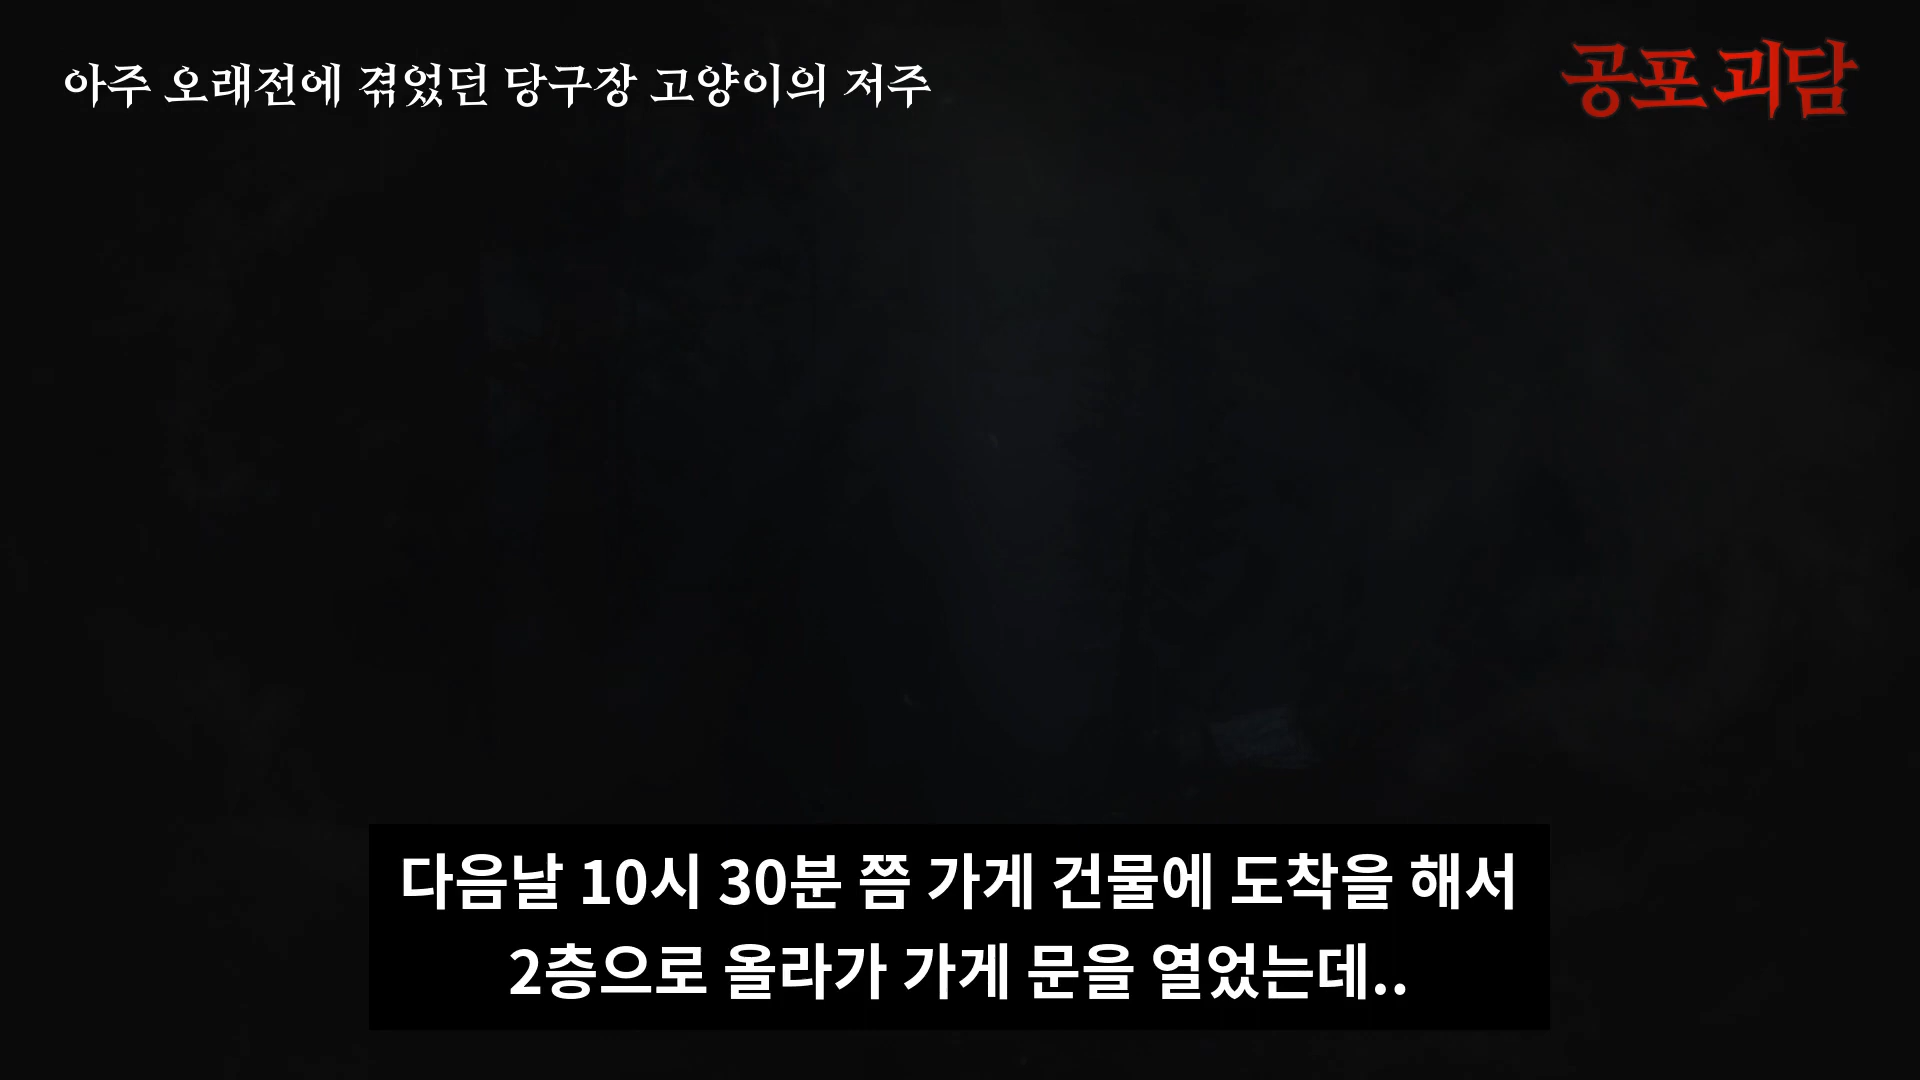 아주 오래전에 겪었던 당구장 고양이의 저주
공포 괴담
다음날 10시 30분 쯤 가게 건물에 도착을 해서
2층으로 올라가 가게 문을 열었는데..